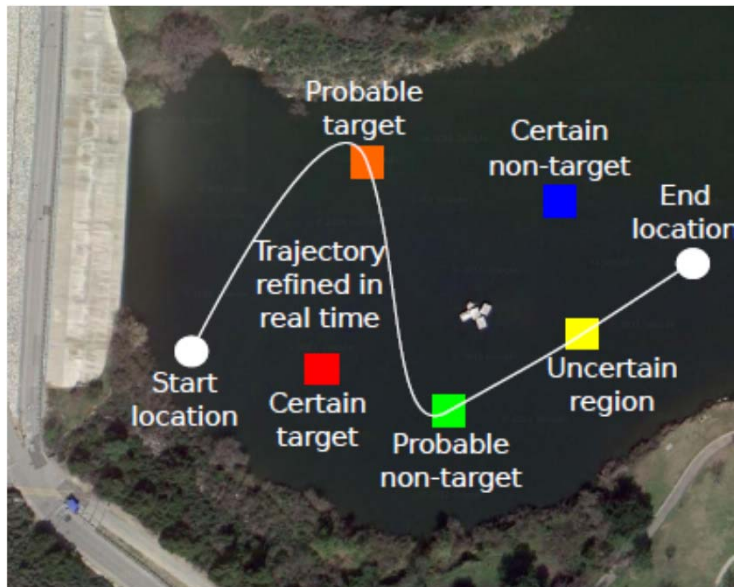 Probable
target
Certain
non-target
End
location
Trajectory
refined in
real time
Start
location
Certain
target
Uncertain
region
Probable
non-target